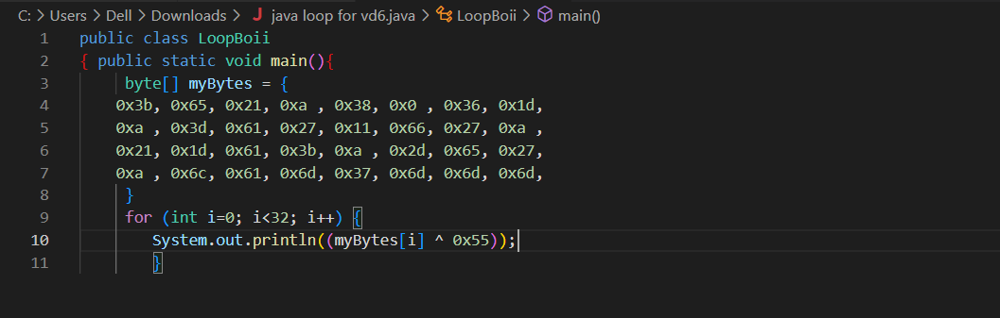 C: > Users > Dell > Downloads > J java loop for vd6.java > LoopBoii > main()
1 public class LoopBoii
2 { public static void main(){
3 byte[] myBytes = {
4 0x3b, 0x65, 0x21, 0xa , 0x38, 0x0 , 0x36, 0x1d,
5 0xa , 0x3d, 0x61, 0x27, 0x11, 0x66, 0x27, 0xa ,
6 0x21, 0x1d, 0x61, 0x3b, 0xa , 0x2d, 0x65, 0x27,
7 0xa , 0x6c, 0x61, 0x6d, 0x37, 0x6d, 0x6d, 0x6d,
8 }
9 for (int i=0; i<32; i++) {
10 System.out.println((myBytes[i] ^ 0x55));
11 }